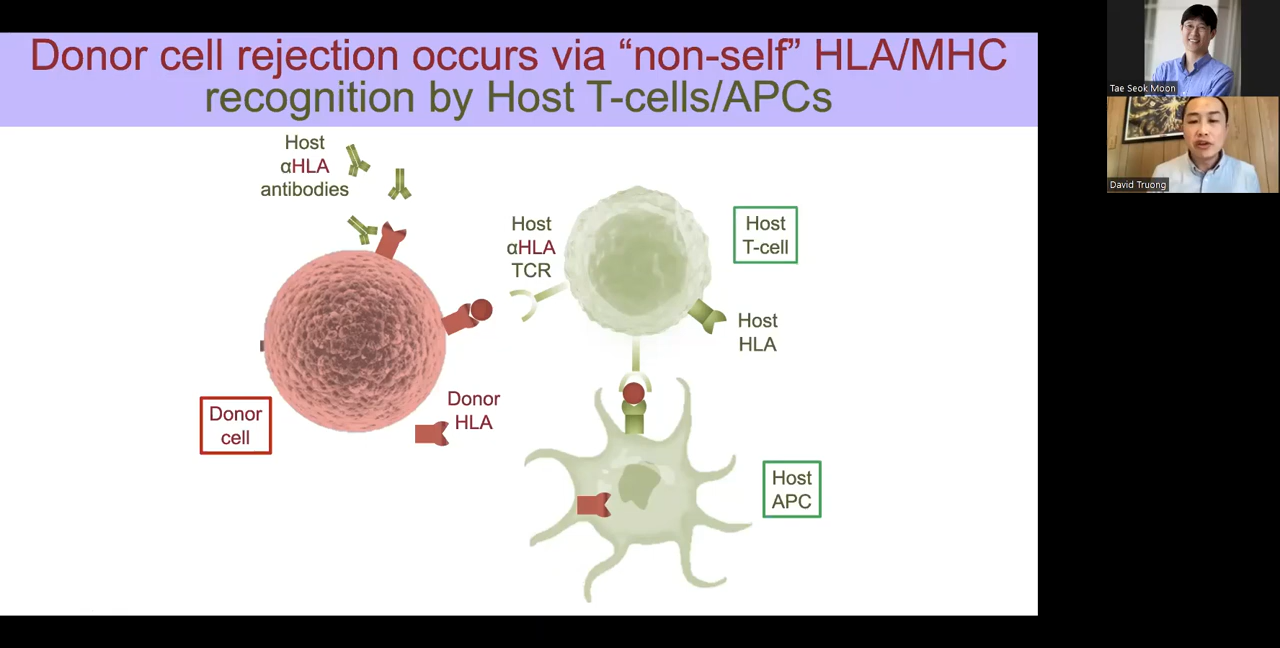 Donor cell rejection occurs via “non-self” HLA/MHC
recognition by Host T-cells/APCs
Host
αHLA
antibodies
Host
αHLA
TCR
Host
T-cell
Host
HLA
Donor
HLA
Donor
cell
Host
APC
Tae Seok Moon
David Truong